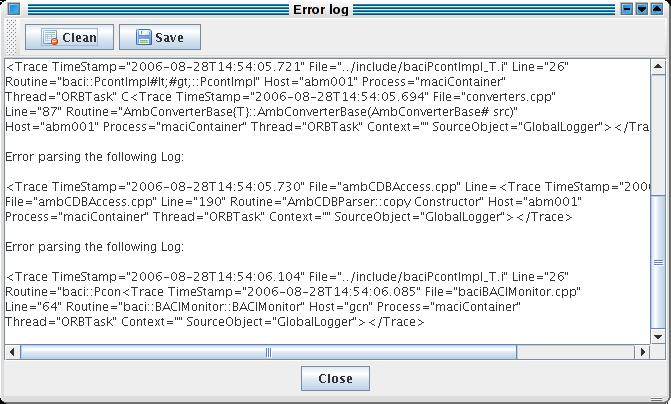 Error log
Clean Save
<Trace TimeStamp="2006-08-28T14:54:05.721" File="../include/baciPcontImpl_T.i" Line="26"
Routine="baci::PcontImpl#lt;#gt;::PcontImpl" Host="abm001" Process="maciContainer"
Thread="ORBTask" C<Trace TimeStamp="2006-08-28T14:54:05.694" File="converters.cpp"
Line="87" Routine="AmbConverterBase{T}::AmbConverterBase(AmbConverterBase# src)"
Host="abm001" Process="maciContainer" Thread="ORBTask" Context="" SourceObject="GlobalLogger"></Tra
Error parsing the following Log:
<Trace TimeStamp="2006-08-28T14:54:05.730" File="ambCDBAccess.cpp" Line=<Trace TimeStamp="200
File="ambCDBAccess.cpp" Line="190" Routine="AmbCDBParser::copy Constructor" Host="abm001"
Process="maciContainer" Thread="ORBTask" Context="" SourceObject="GlobalLogger"></Trace>
Error parsing the following Log:
<Trace TimeStamp="2006-08-28T14:54:06.104" File="../include/baciPcontImpl_T.i" Line="26"
Routine="baci::Pcon<Trace TimeStamp="2006-08-28T14:54:06.085" File="baciBACIMonitor.cpp"
Line="64" Routine="baci::BACIMonitor::BACIMonitor" Host="gcn" Process="maciContainer"
Thread="ORBTask" Context="" SourceObject="GlobalLogger"></Trace>
Close